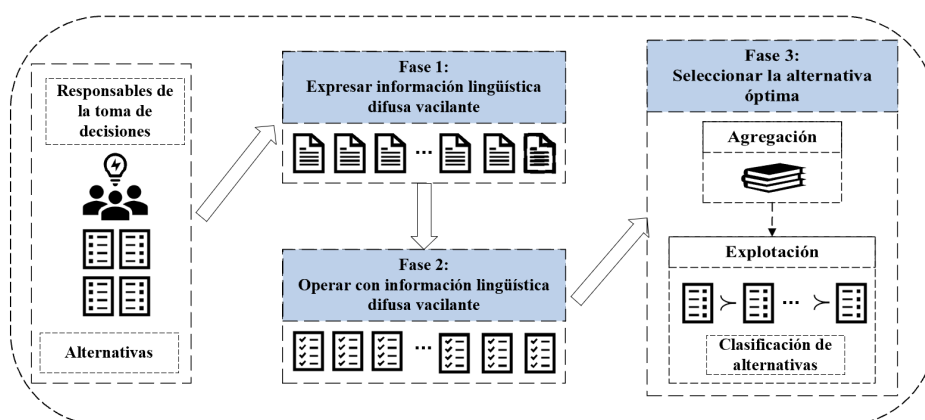 Responsables de
la toma de
decisiones
Alternativas
Fase 1:
Expresar información lingüística
difusa vacilante
...
Fase 2:
Operar con información lingüística
difusa vacilante
...
Fase 3:
Seleccionar la alternativa
óptima
Agregación
Explotación
≻ ... ≻
Clasificación de
alternativas